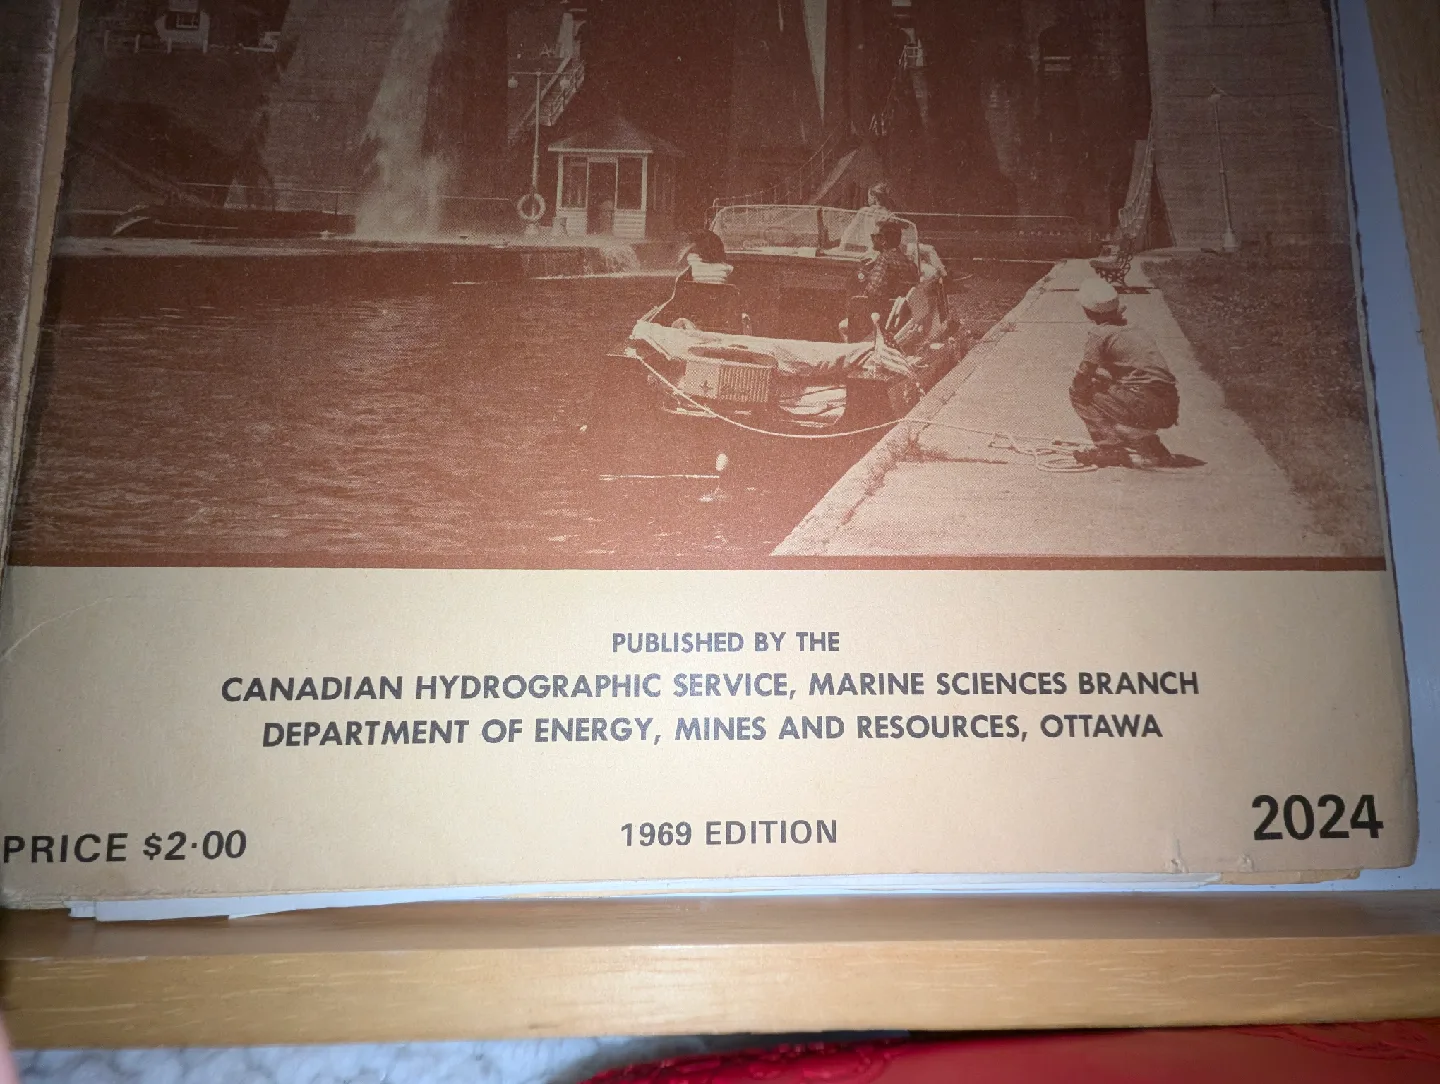 PUBLISHED BY THE
CANADIAN HYDROGRAPHIC SERVICE, MARINE SCIENCES BRANCH
DEPARTMENT OF ENERGY, MINES AND RESOURCES, OTTAWA
PRICE $2·00
1969 EDITION
2024